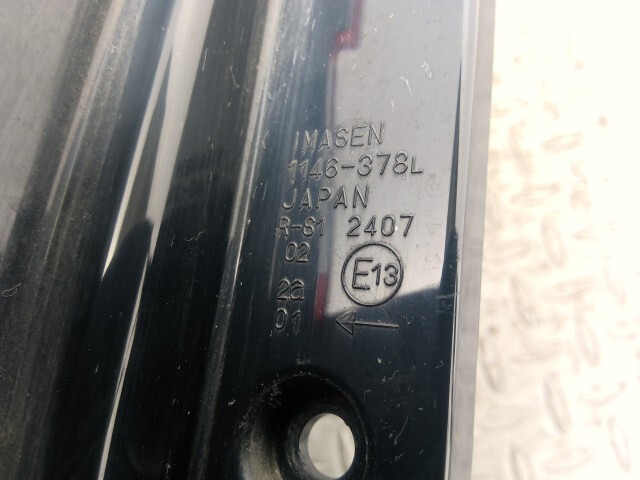 IMASEN
1146-378L
JAPAN
R-S1 2407
02
E13
2a
01 ←